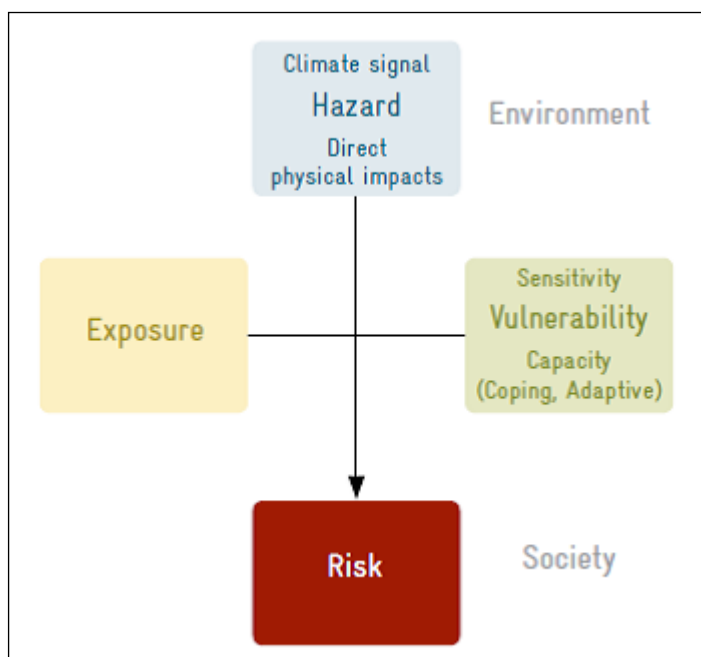 Climate signal
Hazard
Direct
physical impacts
Environment
Exposure
Sensitivity
Vulnerability
Capacity
(Coping, Adaptive)
Risk
Society